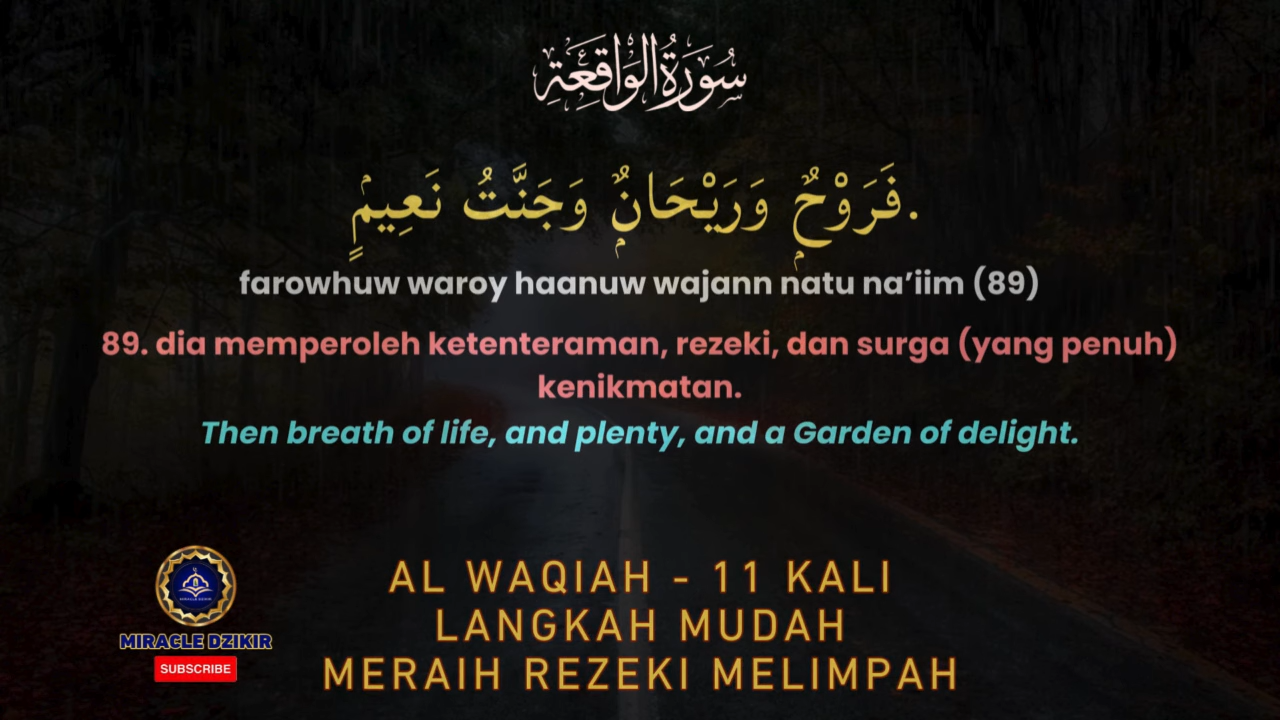 سُورَةُ الوَاقِعَةِ
فَرَوْحٌۭ وَرَيْحَانٌۭ وَجَنَّتُ نَعِيمٍۢ.
farowhuw waroy haanuw wajann natu na’iim (89)
89. dia memperoleh ketenteraman, rezeki, dan surga (yang penuh)
kenikmatan.
Then breath of life, and plenty, and a Garden of delight.
AL WAQIAH - 11 KALI
LANGKAH MUDAH
MERAIH REZEKI MELIMPAH
MIRACLE DZIKIR
MIRACLE DZIKIR
SUBSCRIBE